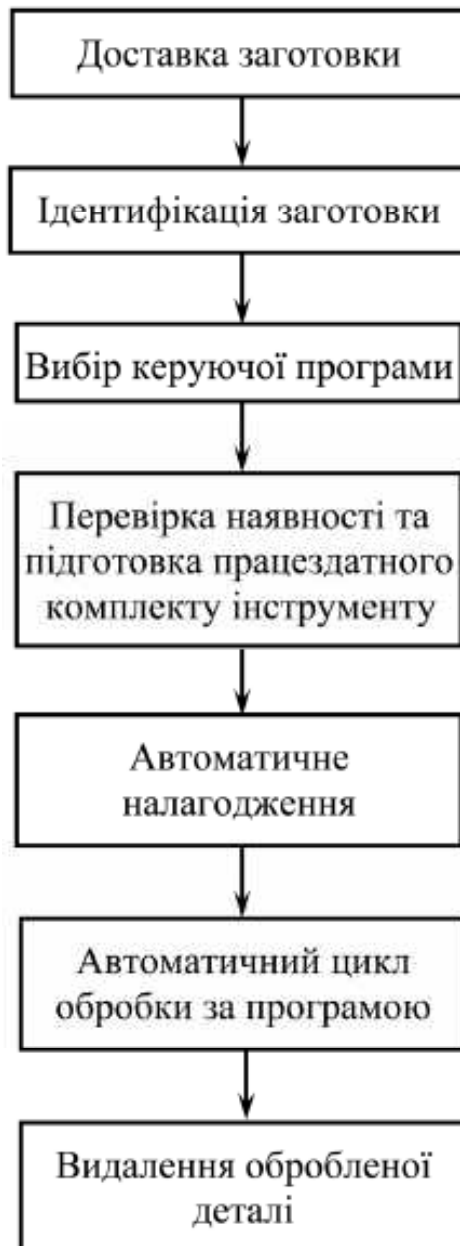 Доставка заготовки
Ідентифікація заготовки
Вибір керуючої програми
Перевірка наявності та
підготовка працездатного
комплекту інструменту
Автоматичне
налагодження
Автоматичний цикл
обробки за програмою
Видалення обробленої
деталі